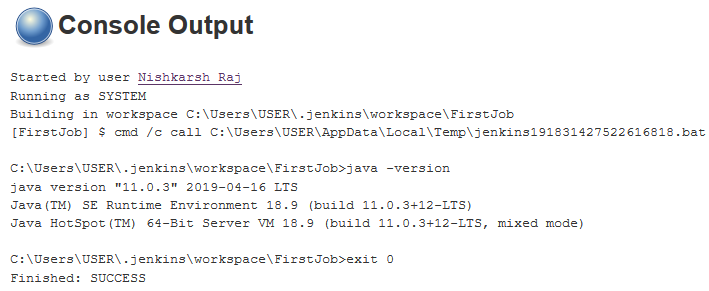 Console Output
Started by user Nishkarsh Raj
Running as SYSTEM
Building in workspace C:\Users\USER\.jenkins\workspace\FirstJob
[FirstJob] $ cmd /c call C:\Users\USER\AppData\Local\Temp\jenkins191831427522616818.bat
C:\Users\USER\.jenkins\workspace\FirstJob>java -version
java version "11.0.3" 2019-04-16 LTS
Java(TM) SE Runtime Environment 18.9 (build 11.0.3+12-LTS)
Java HotSpot(TM) 64-Bit Server VM 18.9 (build 11.0.3+12-LTS, mixed mode)
C:\Users\USER\.jenkins\workspace\FirstJob>exit 0
Finished: SUCCESS